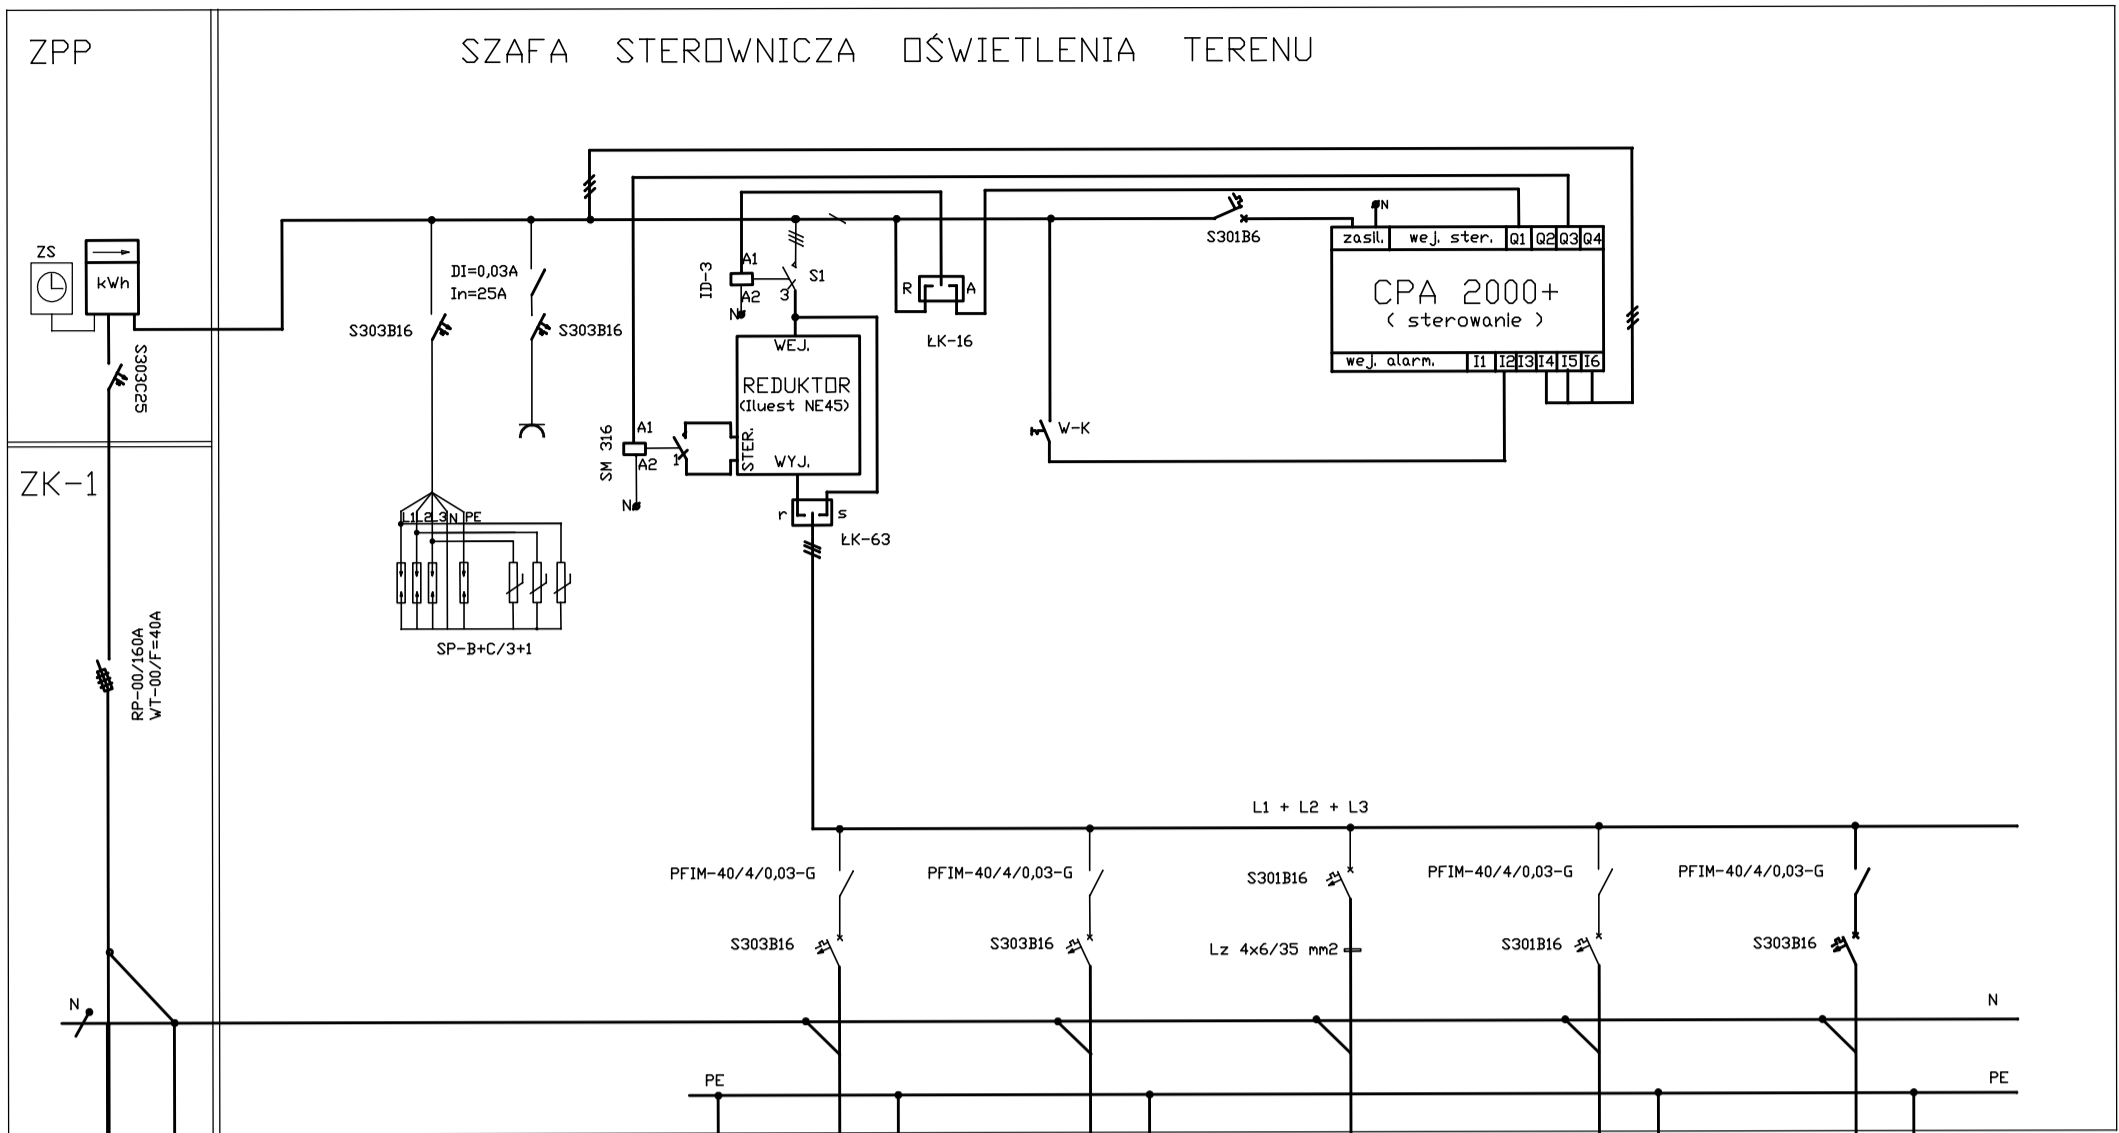 ZPP
SZAFA STEROWNICZA OŚWIETLENIA TERENU
ZS
kWh
S303C25
DI=0,03A
In=25A
S303B16
S303B16
ID-3
A1
A2
N
S1
3
R
A
ŁK-16
S301B6
N
zasil.
wej. ster.
Q1
Q2
Q3
Q4
CPA 2000+
( sterowanie )
wej. alarm.
I1
I2
I3
I4
I5
I6
WEJ.
REDUKTOR
(Iluest NE45)
STER.
WYJ.
SM 316
A1
A2
1
N
W-K
r
s
ŁK-63
ZK-1
L1
L2
L3
N
PE
SP-B+C/3+1
RP-00/160A
WT-00/F=40A
L1 + L2 + L3
PFIM-40/4/0,03-G
PFIM-40/4/0,03-G
S301B16
PFIM-40/4/0,03-G
PFIM-40/4/0,03-G
S303B16
S303B16
Lz 4x6/35 mm2
S301B16
S303B16
N
N
PE
PE